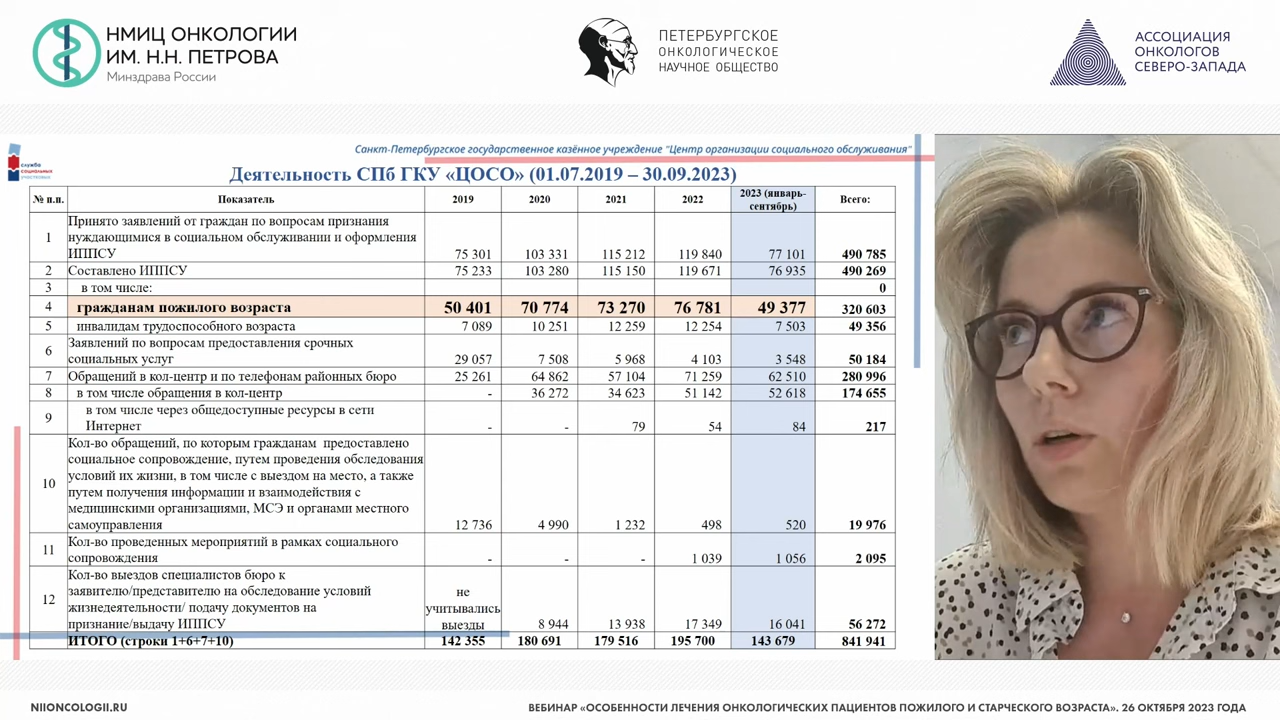 НМИЦ ОНКОЛОГИИ
ИМ. Н.Н. ПЕТРОВА
Минздрава России
ПЕТЕРБУРГСКОЕ
ОНКОЛОГИЧЕСКОЕ
НАУЧНОЕ ОБЩЕСТВО
АССОЦИАЦИЯ
ОНКОЛОГОВ
СЕВЕРО-ЗАПАДА
служба
социальных
участковых
Санкт-Петербургское государственное казённое учреждение "Центр организации социального обслуживания"
Деятельность СПб ГКУ «ЦОСО» (01.07.2019 – 30.09.2023)
№ п.п. Показатель 2019 2020 2021 2022 2023 (январь-
сентябрь) Всего:
1 Принято заявлений от граждан по вопросам признания
нуждающимися в социальном обслуживании и оформления
ИППСУ 75 301 103 331 115 212 119 840 77 101 490 785
2 Составлено ИППСУ 75 233 103 280 115 150 119 671 76 935 490 269
3 в том числе: 0
4 гражданам пожилого возраста 50 401 70 774 73 270 76 781 49 377 320 603
5 инвалидам трудоспособного возраста 7 089 10 251 12 259 12 254 7 503 49 356
6 Заявлений по вопросам предоставления срочных
социальных услуг 29 057 7 508 5 968 4 103 3 548 50 184
7 Обращений в кол-центр и по телефонам районных бюро 25 261 64 862 57 104 71 259 62 510 280 996
8 в том числе обращения в кол-центр - 36 272 34 623 51 142 52 618 174 655
9 в том числе через общедоступные ресурсы в сети
Интернет - - 79 54 84 217
10 Кол-во обращений, по которым гражданам предоставлено
социальное сопровождение, путем проведения обследования
условий их жизни, в том числе с выездом на место, а также
путем получения информации и взаимодействия с
медицинскими организациями, МСЭ и органами местного
самоуправления 12 736 4 990 1 232 498 520 19 976
11 Кол-во проведенных мероприятий в рамках социального
сопровождения - - - 1 039 1 056 2 095
12 Кол-во выездов специалистов бюро к
заявителю/представителю на обследование условий
жизнедеятельности/ подачу документов на
признание/выдачу ИППСУ не
учитывались
выезды 8 944 13 938 17 349 16 041 56 272
ИТОГО (строки 1+6+7+10) 142 355 180 691 179 516 195 700 143 679 841 941
NIIONCOLOGII.RU
ВЕБИНАР «ОСОБЕННОСТИ ЛЕЧЕНИЯ ОНКОЛОГИЧЕСКИХ ПАЦИЕНТОВ ПОЖИЛОГО И СТАРЧЕСКОГО ВОЗРАСТА». 26 ОКТЯБРЯ 2023 ГОДА